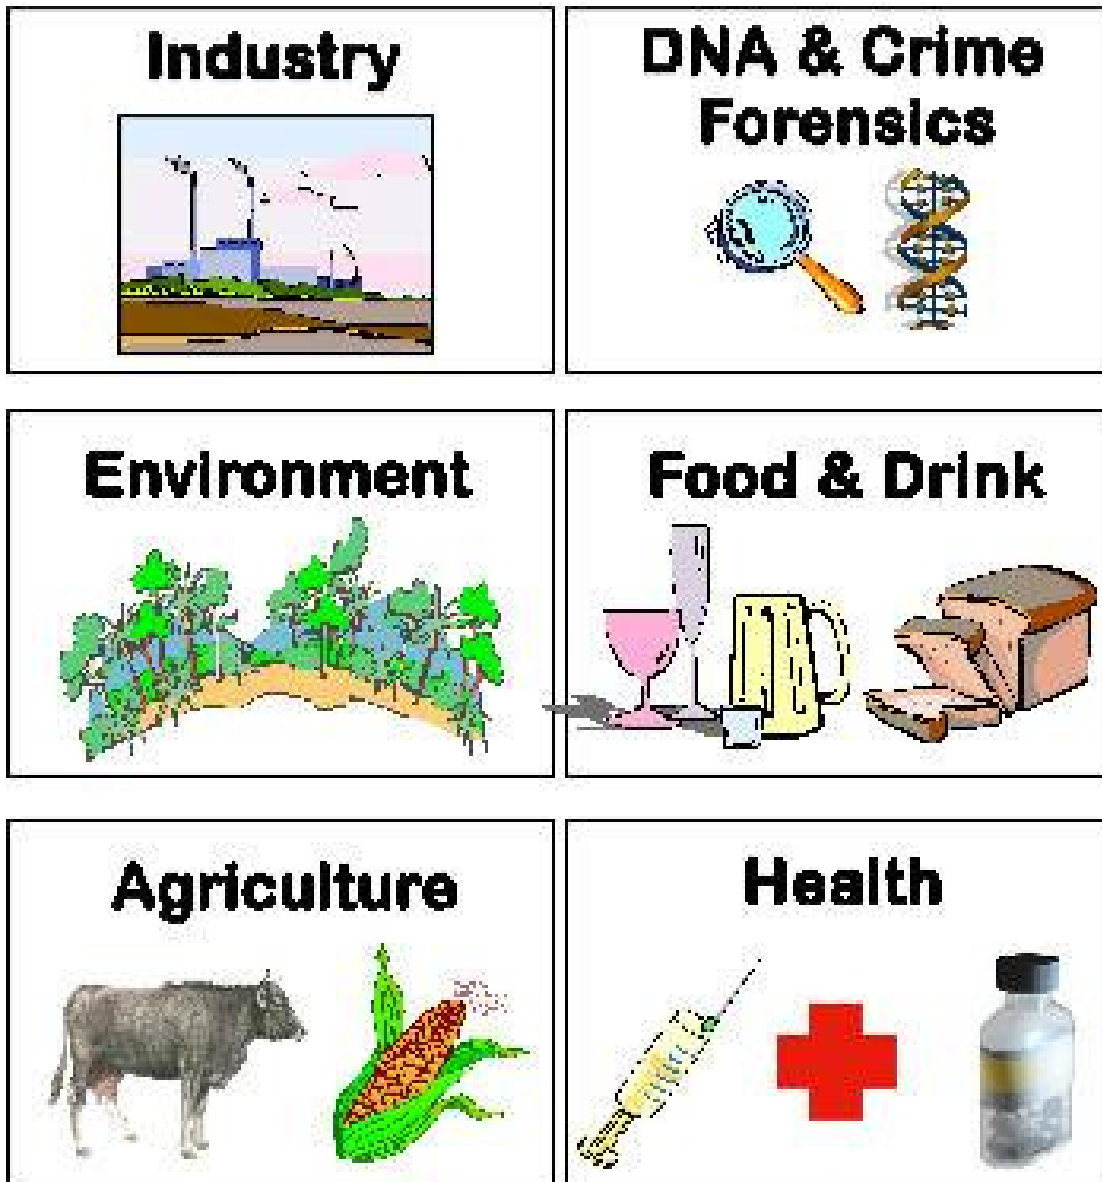 Industry
DNA & Crime
Forensics
Environment
Food & Drink
Agriculture
Health